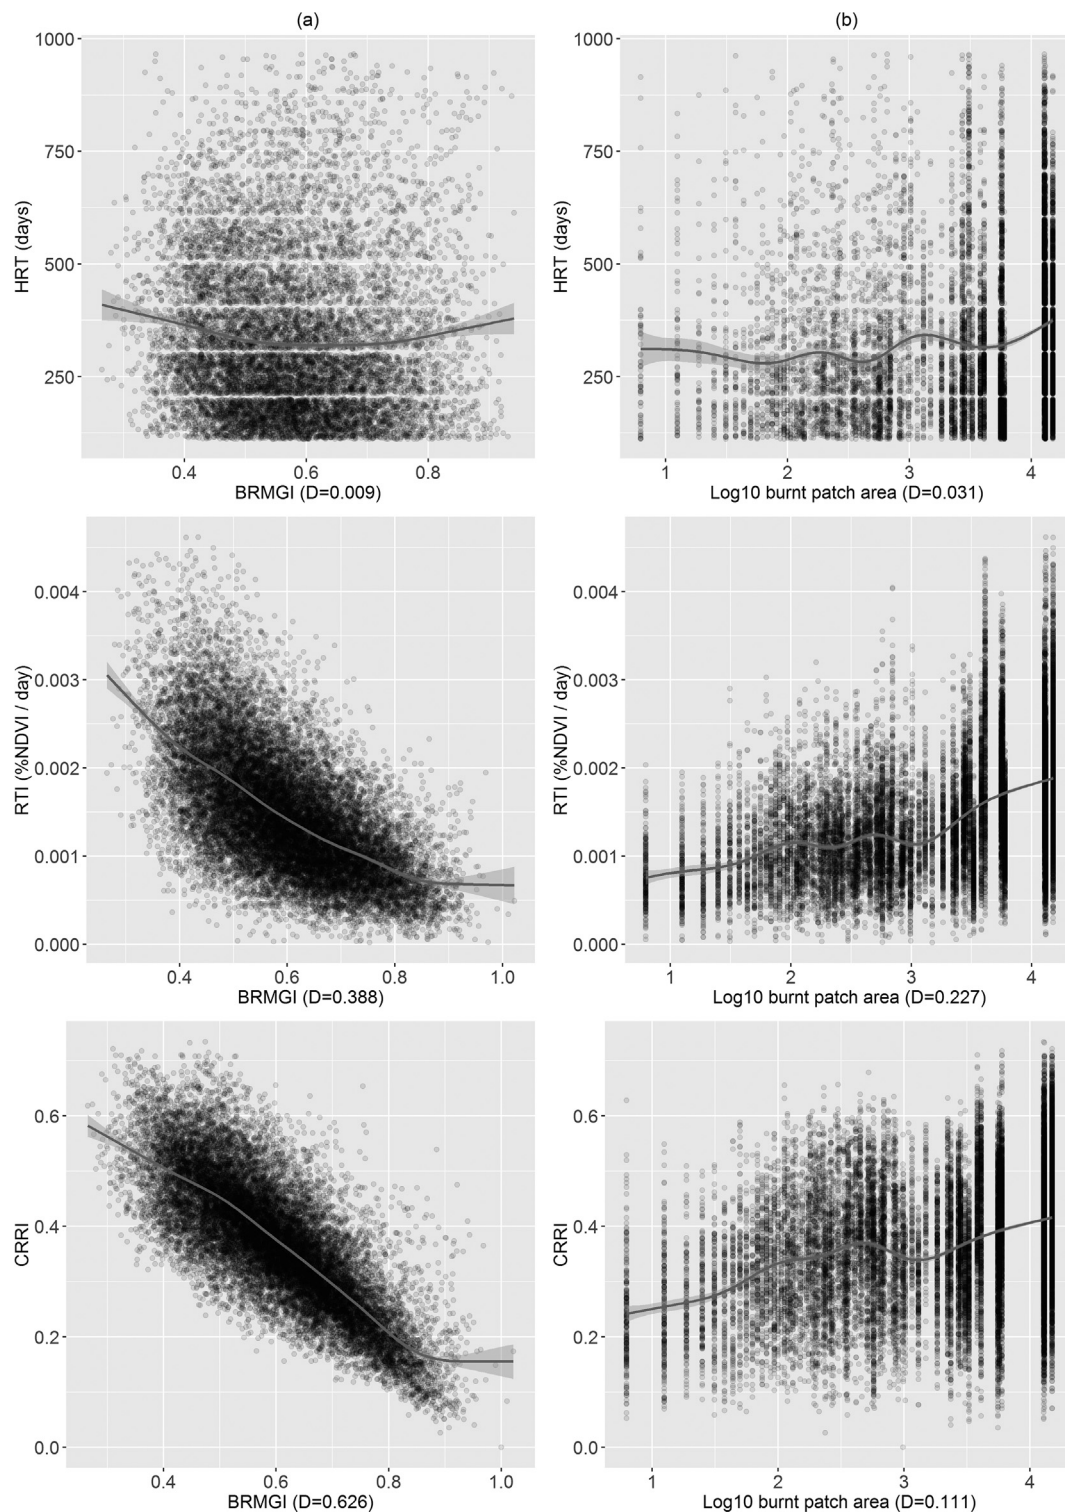 (a)
(b)
1000
750
500
250
HRT (days)
0.4 0.6 0.8
BRMGI (D=0.009)
1000
750
500
250
HRT (days)
1 2 3 4
Log10 burnt patch area (D=0.031)
0.004
0.003
0.002
0.001
0.000
RTI (%NDVI / day)
0.4 0.6 0.8 1.0
BRMGI (D=0.388)
0.004
0.003
0.002
0.001
0.000
RTI (%NDVI / day)
1 2 3 4
Log10 burnt patch area (D=0.227)
0.6
0.4
0.2
0.0
CRRI
0.4 0.6 0.8 1.0
BRMGI (D=0.626)
0.6
0.4
0.2
0.0
CRRI
1 2 3 4
Log10 burnt patch area (D=0.111)